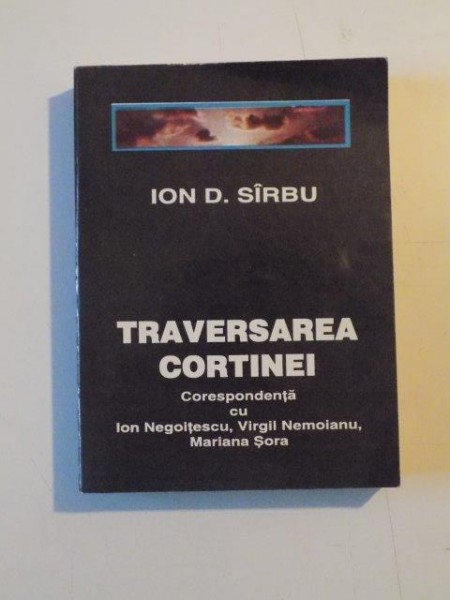 ION D. SÎRBU
TRAVERSAREA
CORTINEI
Corespondență
cu
Ion Negoițescu, Virgil Nemoianu,
Mariana Șora